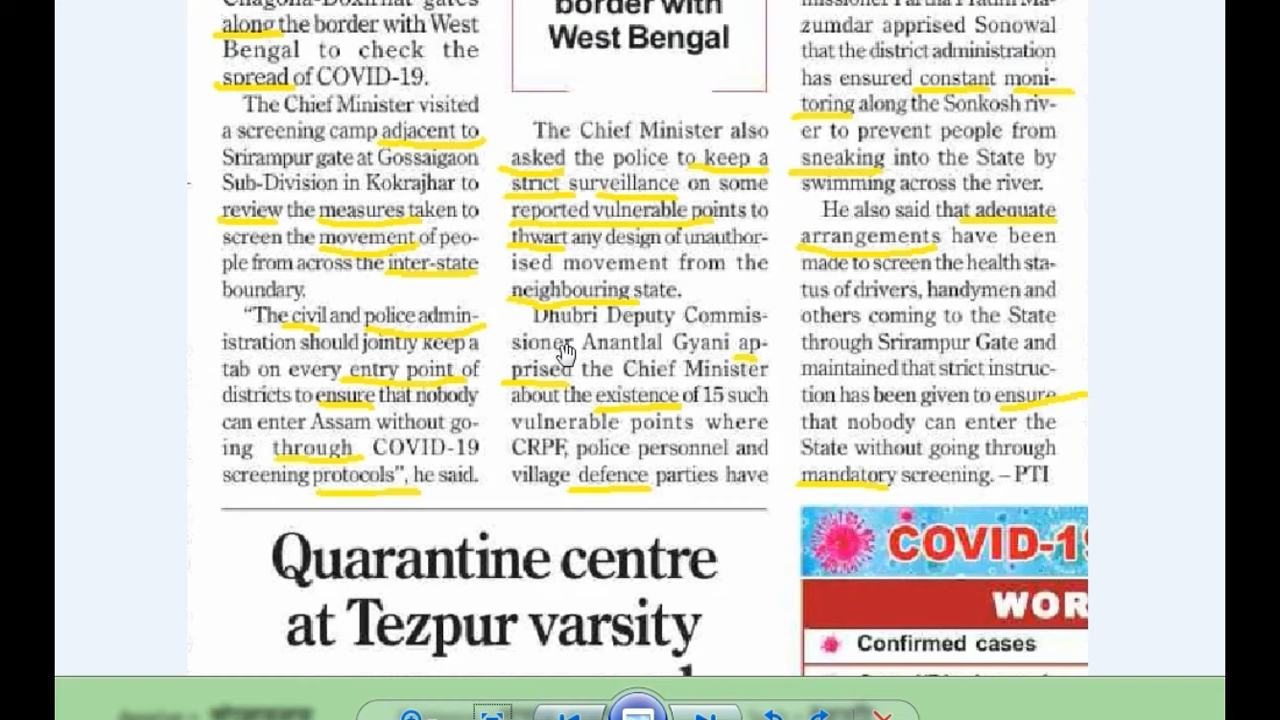 along the border with West
Bengal to check the
spread of COVID-19.
The Chief Minister visited
a screening camp adjacent to
Srirampur gate at Gossaigaon
Sub-Division in Kokrajhar to
review the measures taken to
screen the movement of peo-
ple from across the inter-state
boundary.
"The civil and police admin-
istration should jointly keep a
tab on every entry point of
districts to ensure that nobody
can enter Assam without go-
ing through COVID-19
screening protocols", he said.
border with
West Bengal
The Chief Minister also
asked the police to keep a
strict surveillance on some
reported vulnerable points to
thwart any design of unauthor-
ised movement from the
neighbouring state.
Dhubri Deputy Commis-
sioner Anantlal Gyani ap-
prised the Chief Minister
about the existence of 15 such
vulnerable points where
CRPF, police personnel and
village defence parties have
zumdar apprised Sonowal
that the district administration
has ensured constant moni-
toring along the Sonkosh riv-
er to prevent people from
sneaking into the State by
swimming across the river.
He also said that adequate
arrangements have been
made to screen the health sta-
tus of drivers, handymen and
others coming to the State
through Srirampur Gate and
maintained that strict instruc-
tion has been given to ensure
that nobody can enter the
State without going through
mandatory screening. – PTI
Quarantine centre
at Tezpur varsity
COVID-19
WOR
Confirmed cases